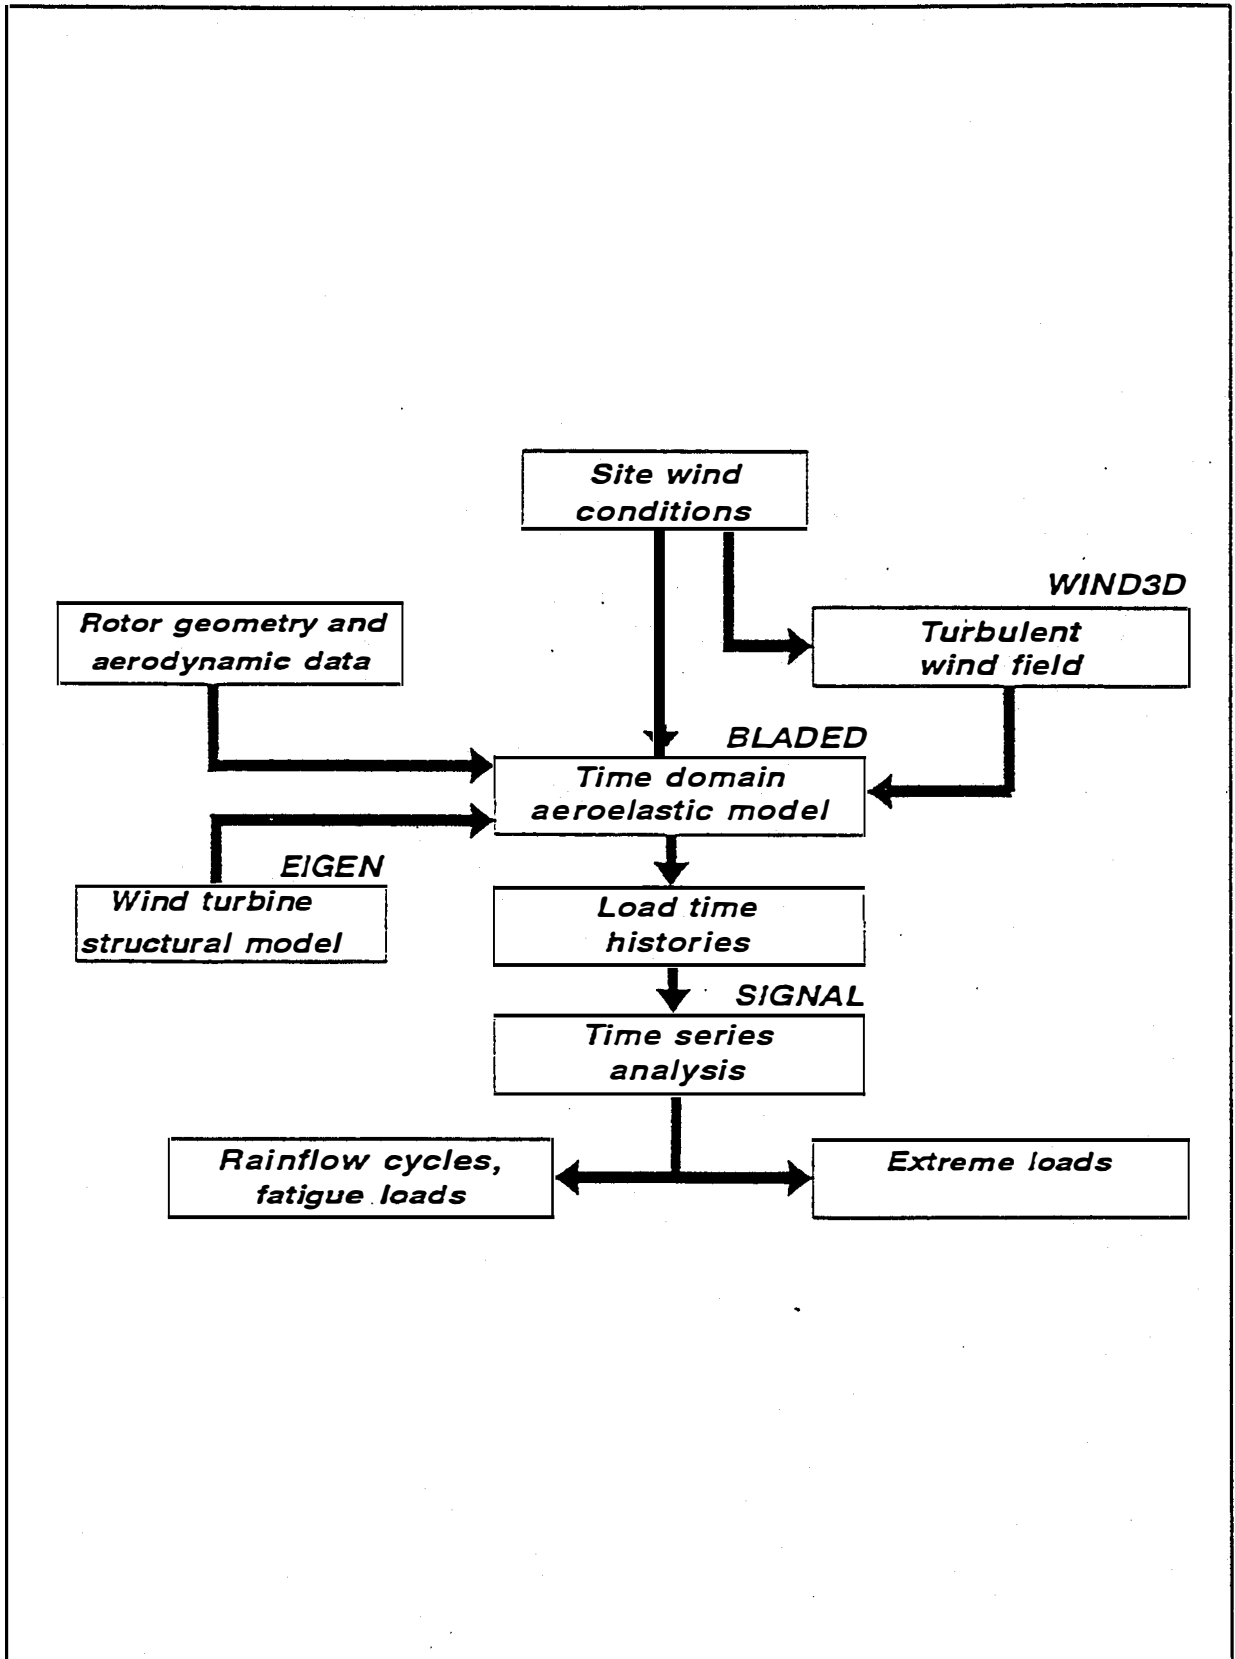 Site wind
conditions
WIND3D
Rotor geometry and
aerodynamic data
Turbulent
wind field
BLADED
Time domain
aeroelastic model
EIGEN
Wind turbine
structural model
Load time
histories
SIGNAL
Time series
analysis
Rainflow cycles,
fatigue loads
Extreme loads